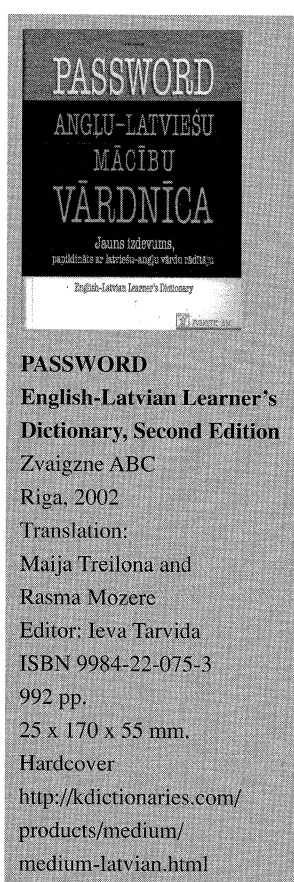 PASSWORD
ANGĻU-LATVIEŠU
MĀCĪBU
VĀRDNĪCA
Jauns izdevums,
papildināts ar latviešu-angļu vārdu rādītāju
English-Latvian Learner's Dictionary
ZVAIGZNE ABC
PASSWORD
English-Latvian Learner's
Dictionary, Second Edition
Zvaigzne ABC
Riga, 2002
Translation:
Maija Treilona and
Rasma Mozere
Editor: Ieva Tarvida
ISBN 9984-22-075-3
992 pp.
25 x 170 x 55 mm.
Hardcover
http://kdictionaries.com/
products/medium/
medium-latvian.html